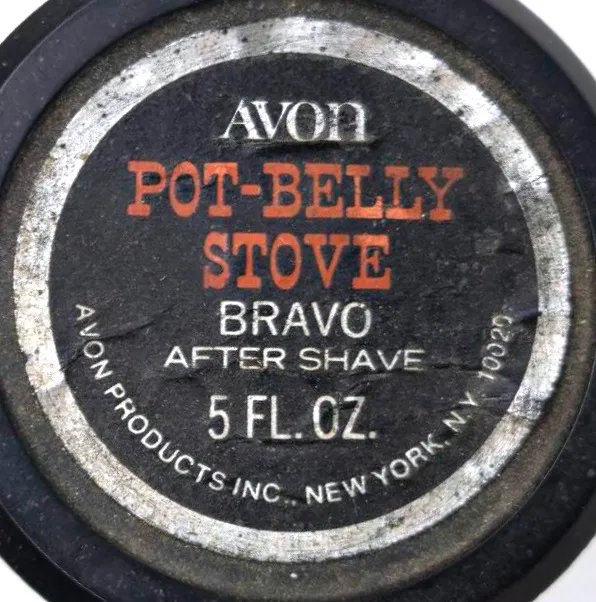 AVON
POT-BELLY
STOVE
BRAVO
AFTER SHAVE
5 FL. OZ.
AVON PRODUCTS INC., NEW YORK, N.Y. 10020